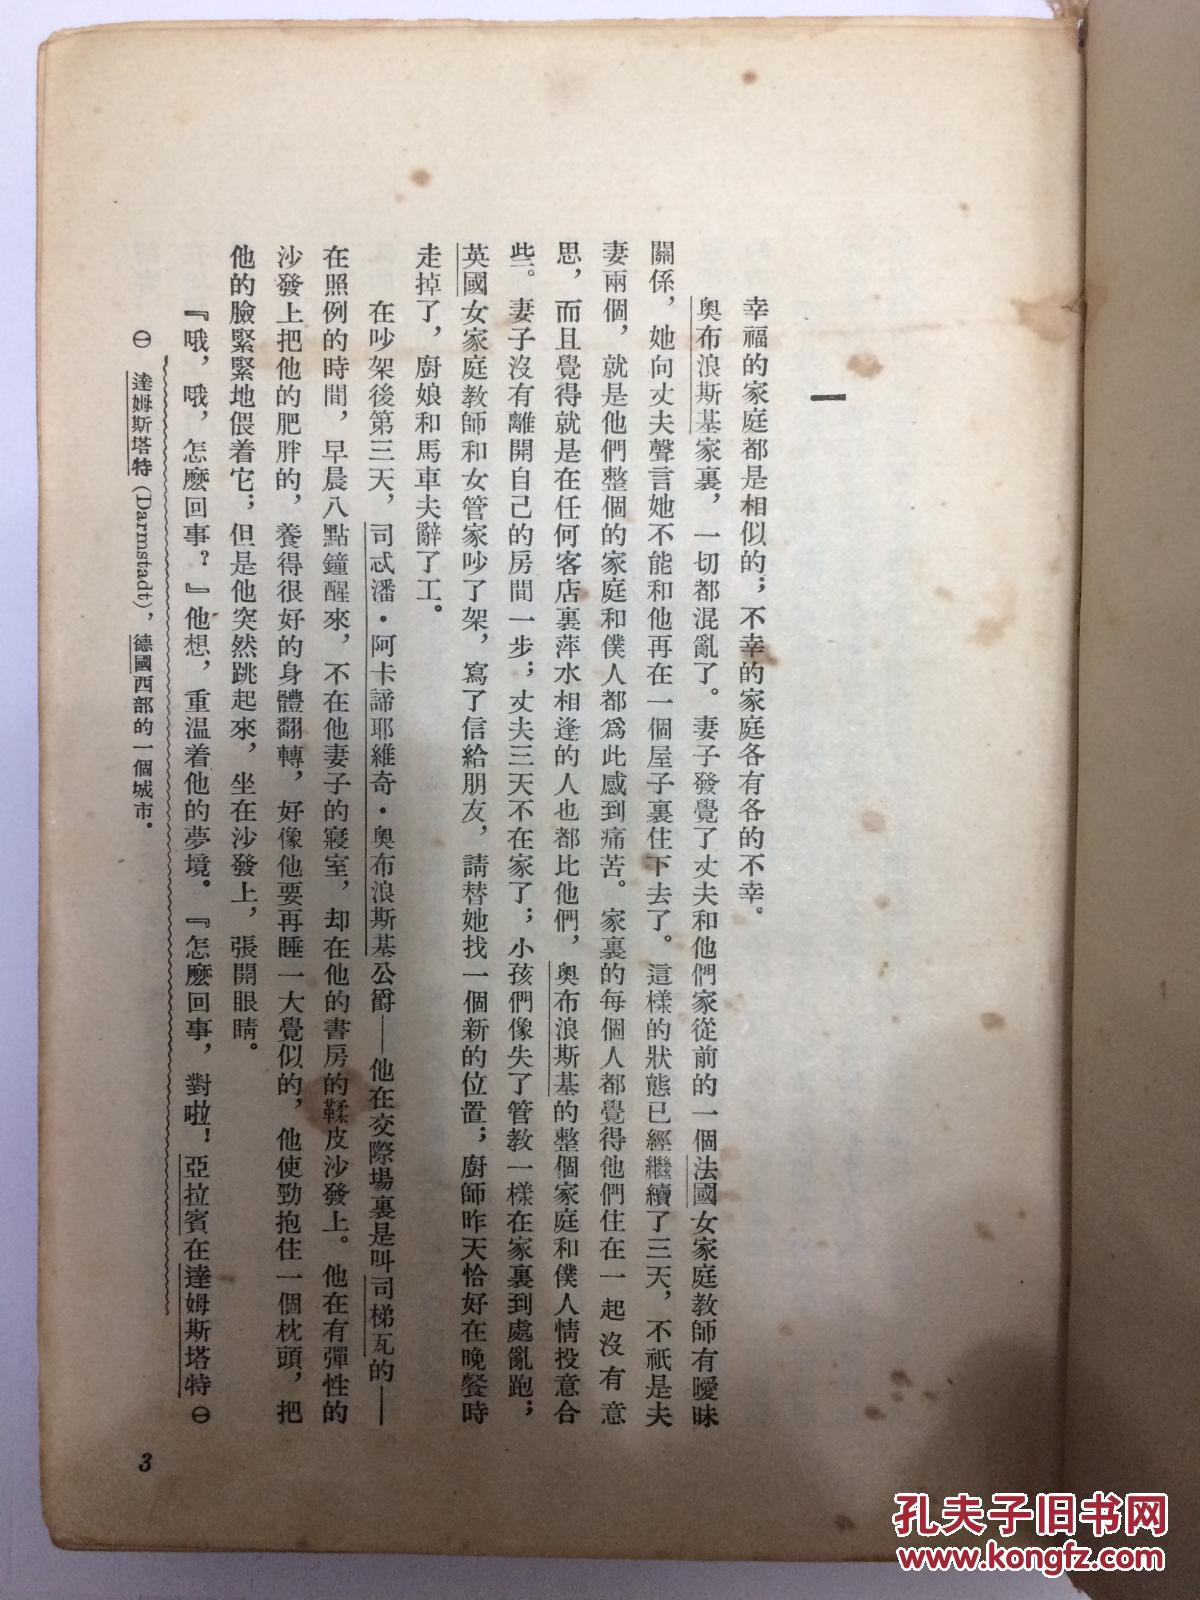 一
幸福的家庭都是相似的；不幸的家庭各有各的不幸。
奧布浪斯基家裏，一切都混亂了。妻子發覺了丈夫和他們家從前的一個法國女家庭教師有曖昧
關係，她向丈夫聲言她不能和他再在一個屋子裏住下去了。這樣的狀態已經繼續了三天，不祇是夫
妻兩個，就是他們整個的家庭和僕人都爲此感到痛苦。家裏的每個人都覺得他們住在一起沒有意
思，而且覺得就是在任何客店裏萍水相逢的人也都比他們，奧布浪斯基的整個家庭和僕人情投意合
些。妻子沒有離開自己的房間一步；丈夫三天不在家了；小孩們像失了管教一樣在家裏到處亂跑；
英國女家庭教師和女管家吵了架，寫了信給朋友，請替她找一個新的位置；廚師昨天恰好在晚餐時
走掉了，廚娘和馬車夫辭了工。
在吵架後第三天，司忒潘·阿卡諦耶維奇·奧布浪斯基公爵——他在交際場裏是叫司梯瓦的——
在照例的時間，早晨八點鐘醒來，不在他妻子的寢室，却在他的書房的鞣皮沙發上。他在有彈性的
沙發上把他的肥胖的，養得很好的身體翻轉，好像他要再睡一大覺似的，他使勁抱住一個枕頭，把
他的臉緊緊地偎着它；但是他突然跳起來，坐在沙發上，張開眼睛。
『哦，哦，怎麼回事？』他想，重溫着他的夢境。『怎麼回事，對啦！亞拉賓在達姆斯塔特㊀
㊀ 達姆斯塔特 (Darmstadt)，德國西部的一個城市。
3
孔夫子旧书网
www.kongfz.com